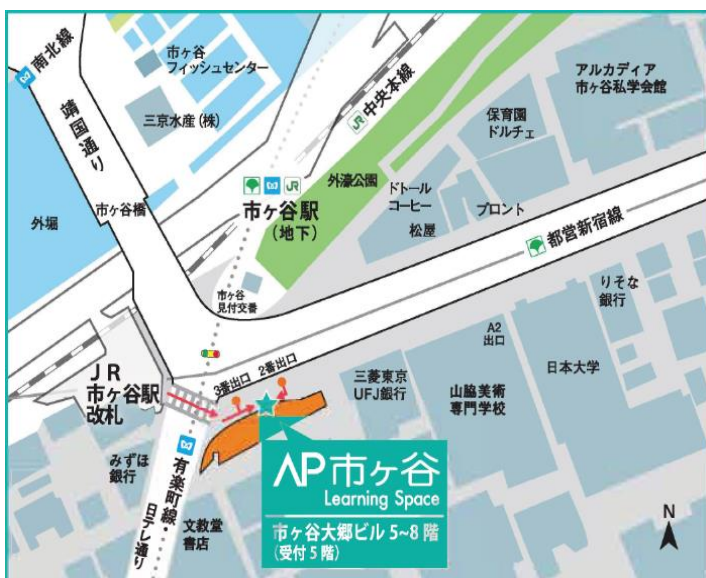 南北線
靖国通り
市ヶ谷
フィッシュセンター
三京水産(株)
JR
中央本線
アルカディア
市ヶ谷私学会館
保育園
ドルチェ
外堀
市ヶ谷橋
JR
市ヶ谷駅
(地下)
外濠公園
ドトール
コーヒー
松屋
プロント
都営新宿線
市ヶ谷
見付交番
りそな
銀行
A2
出口
日本大学
3番出口
2番出口
三菱東京
UFJ銀行
山脇美術
専門学校
JR
市ヶ谷駅
改札
みずほ
銀行
有楽町線・
日テレ通り
文教堂
書店
AP市ヶ谷
Learning Space
市ヶ谷大郷ビル 5~8 階
(受付 5 階)
N